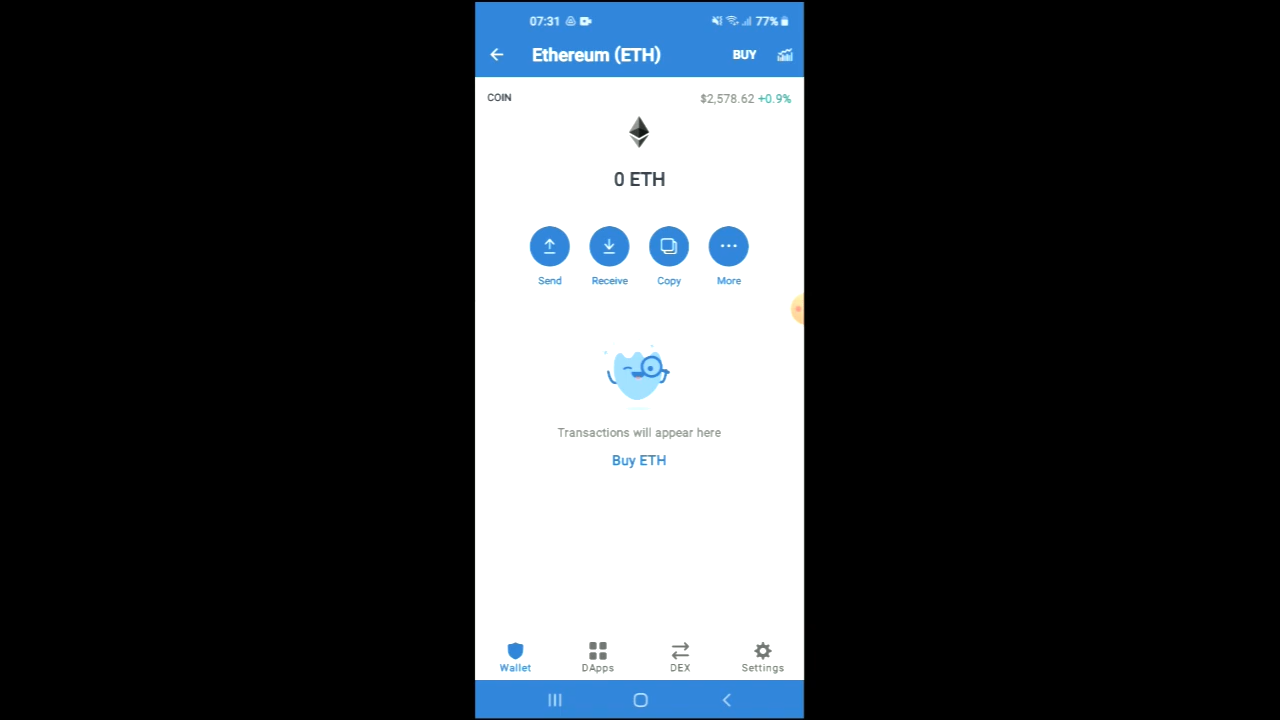 07:31 77%
Ethereum (ETH) BUY
COIN $2,578.62 +0.9%
0 ETH
Send Receive Copy More
Transactions will appear here
Buy ETH
Wallet DApps DEX Settings